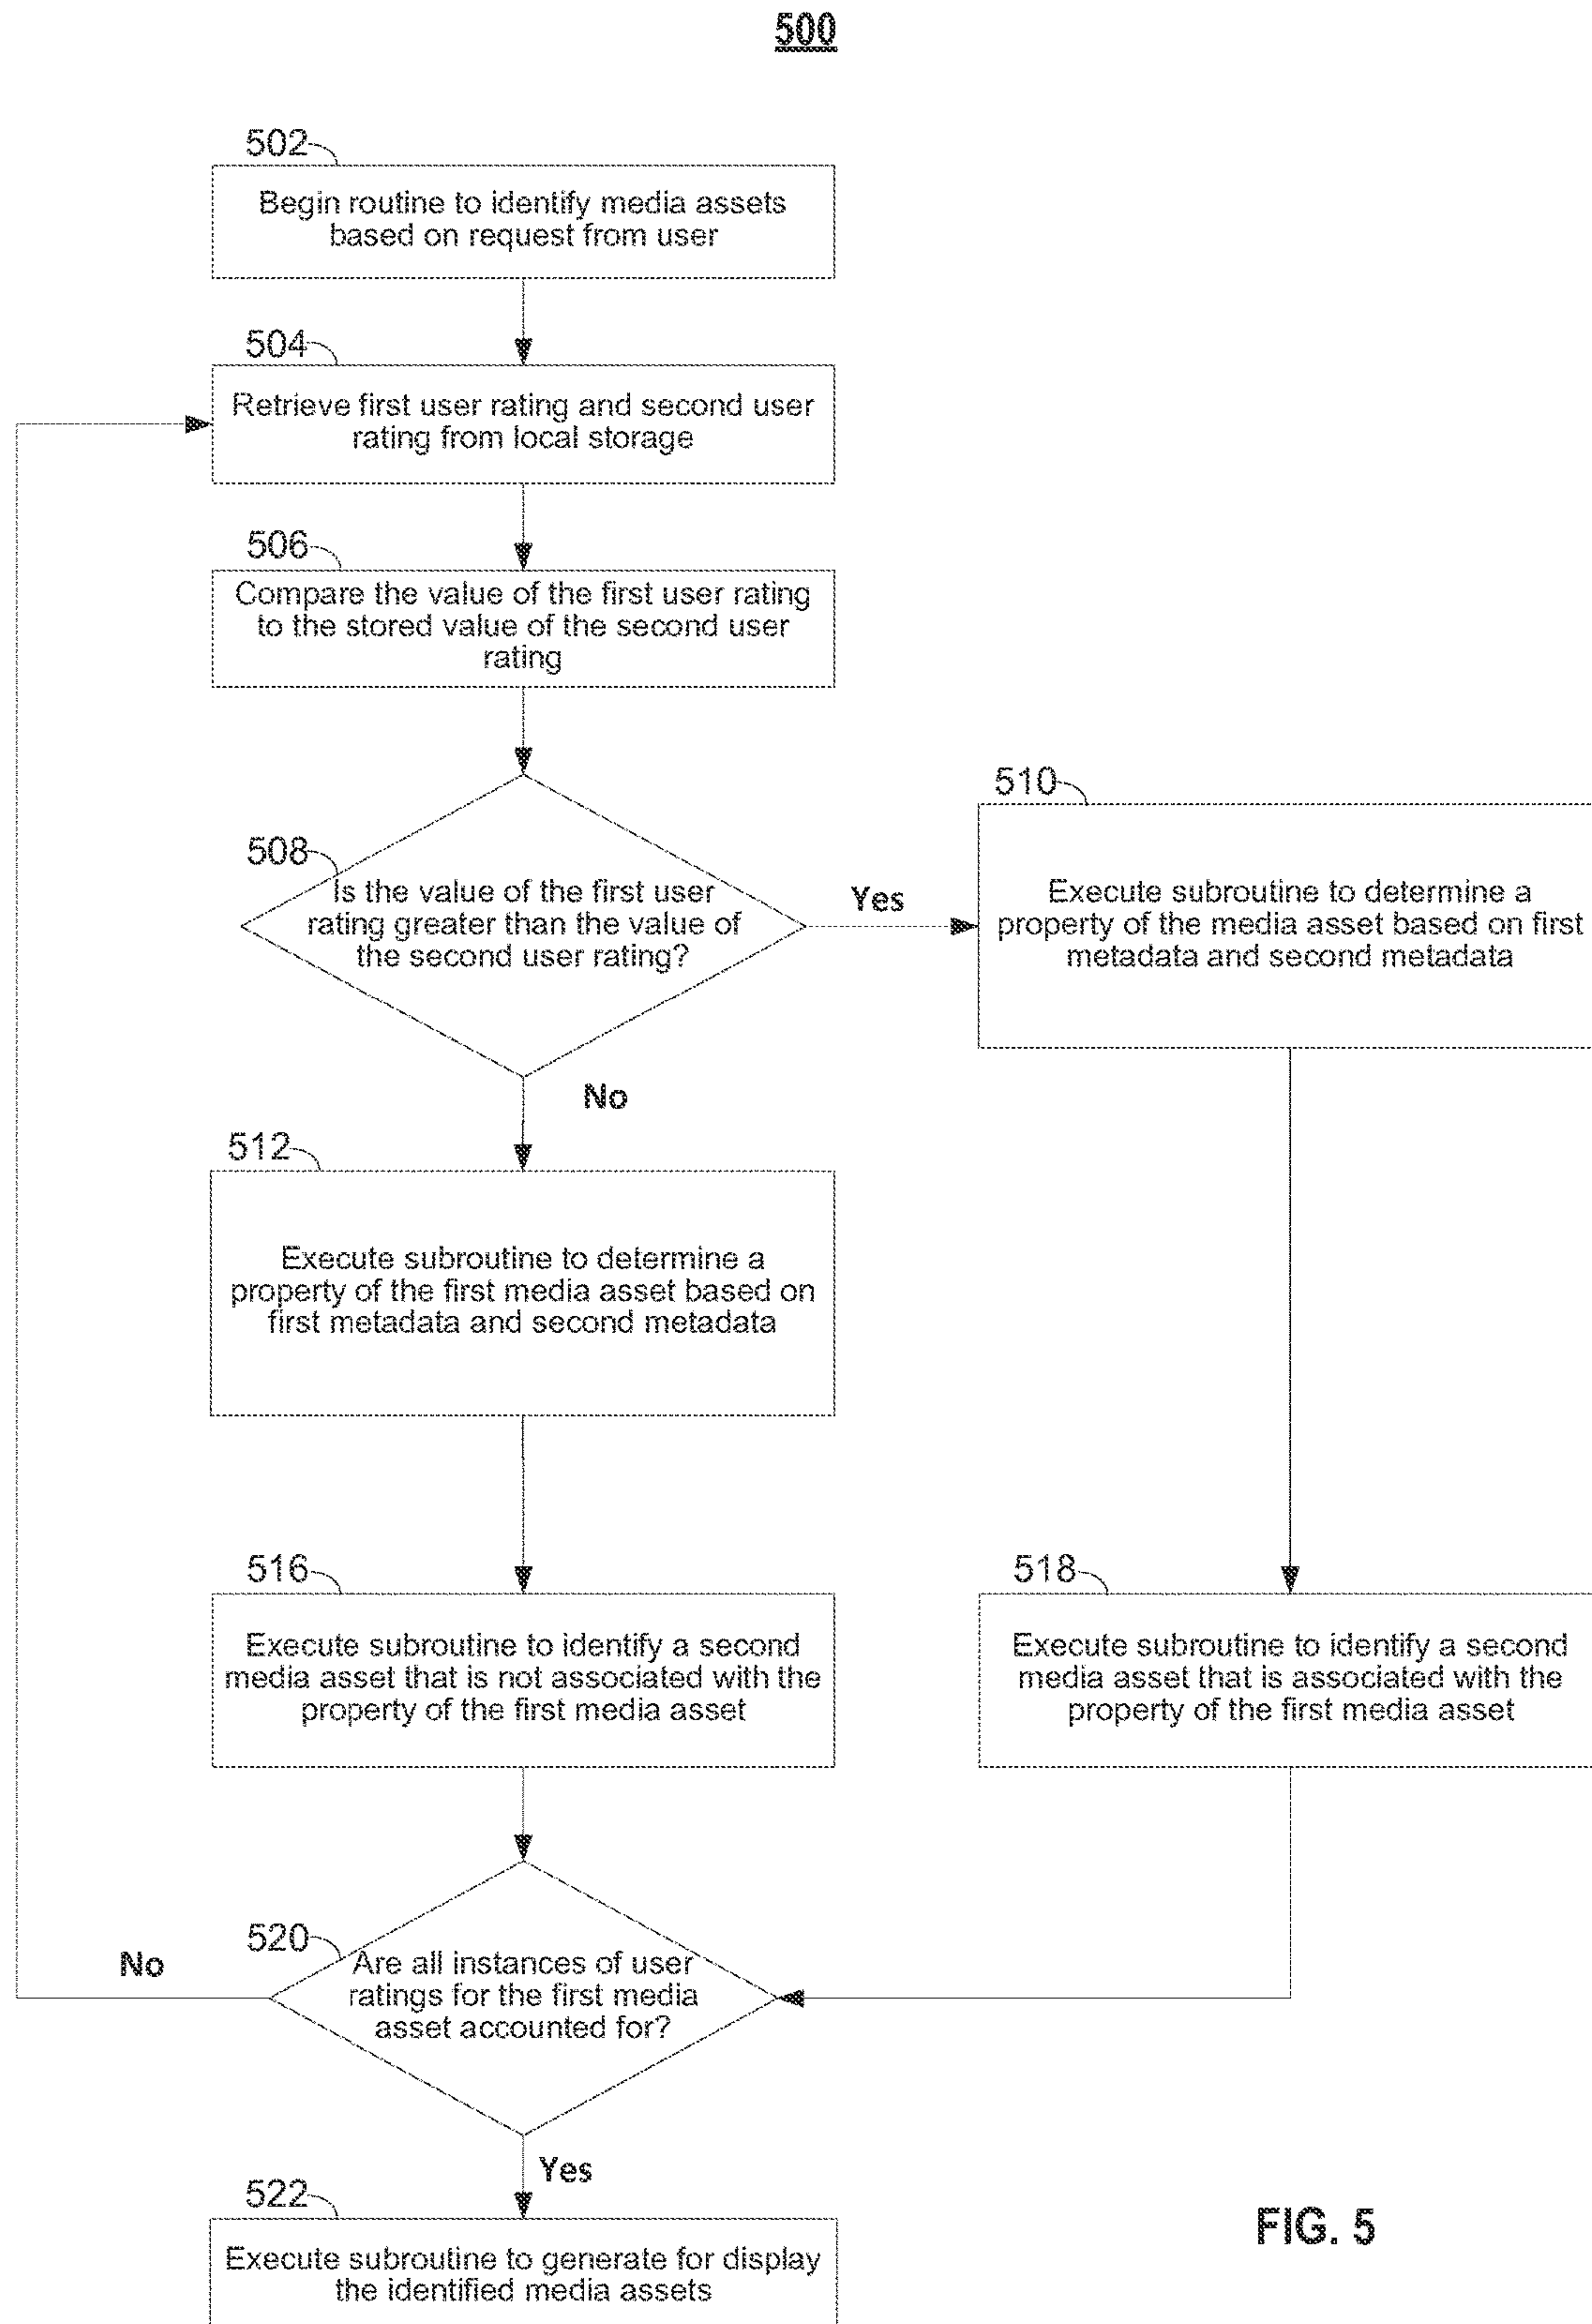 500
502
Begin routine to identify media assets
based on request from user
504
Retrieve first user rating and second user
rating from local storage
506
Compare the value of the first user rating
to the stored value of the second user
rating
508
Is the value of the first user
rating greater than the value of
the second user rating?
Yes
510
Execute subroutine to determine a
property of the media asset based on first
metadata and second metadata
No
512
Execute subroutine to determine a
property of the first media asset based on
first metadata and second metadata
516
Execute subroutine to identify a second
media asset that is not associated with the
property of the first media asset
518
Execute subroutine to identify a second
media asset that is associated with the
property of the first media asset
520
Are all instances of user
ratings for the first media
asset accounted for?
No
Yes
522
Execute subroutine to generate for display
the identified media assets
FIG. 5